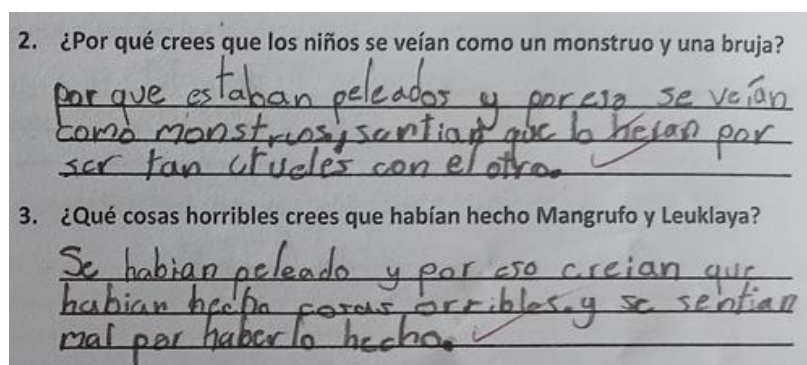 2. ¿Por qué crees que los niños se veían como un monstruo y una bruja?
por que estaban peleados y por eso se veían
como monstruos, sentian que lo heran por
ser tan crueles con el otro.
3. ¿Qué cosas horribles crees que habían hecho Mangrufo y Leuklaya?
Se habian peleado y por eso creian que
habian hecho cosas orribles. y se sentian
mal por haberlo hecho.